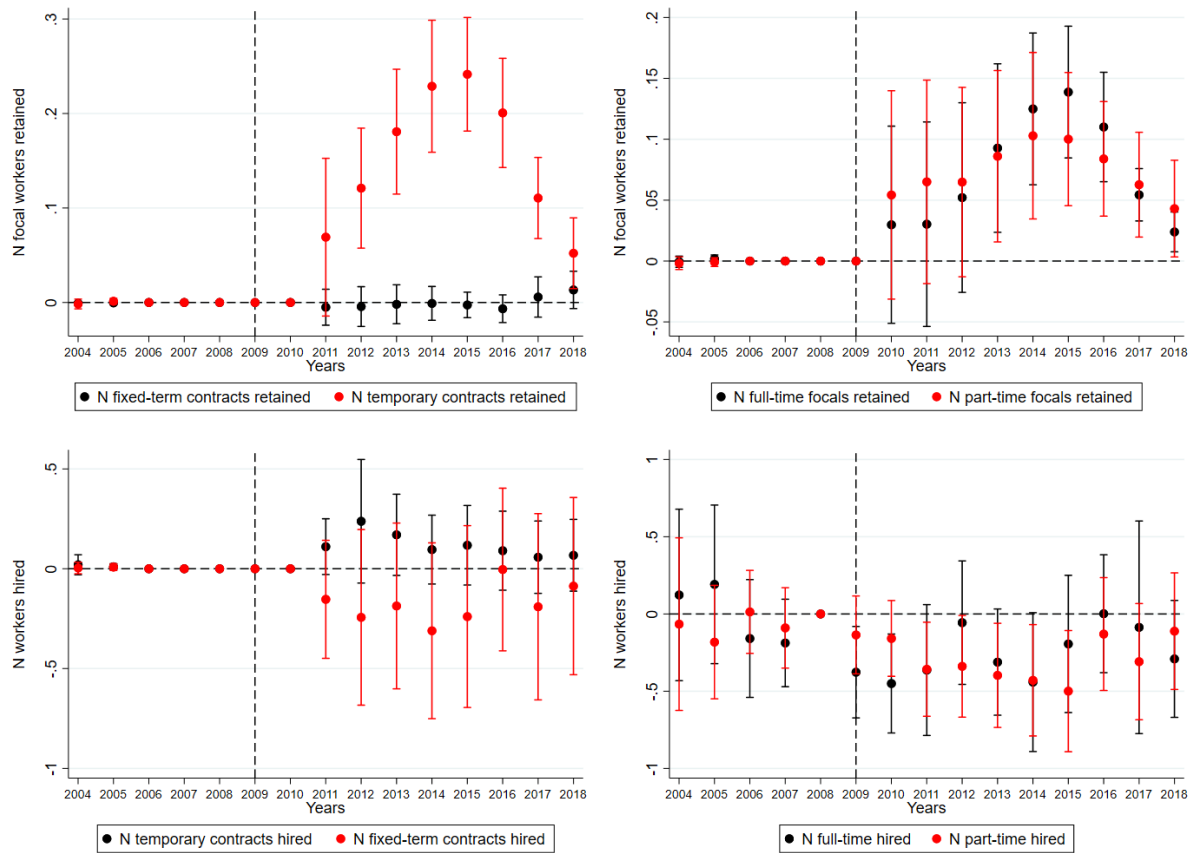 N focal workers retained
.3
.2
.1
0
2004 2005 2006 2007 2008 2009 2010 2011 2012 2013 2014 2015 2016 2017 2018
Years
N fixed-term contracts retained N temporary contracts retained
N focal workers retained
.2
.15
.1
.05
0
-.05
2004 2005 2006 2007 2008 2009 2010 2011 2012 2013 2014 2015 2016 2017 2018
Years
N full-time focals retained N part-time focals retained
N workers hired
.5
0
-.5
-1
2004 2005 2006 2007 2008 2009 2010 2011 2012 2013 2014 2015 2016 2017 2018
Years
N temporary contracts hired N fixed-term contracts hired
N workers hired
1
.5
0
-.5
-1
2004 2005 2006 2007 2008 2009 2010 2011 2012 2013 2014 2015 2016 2017 2018
Years
N full-time hired N part-time hired